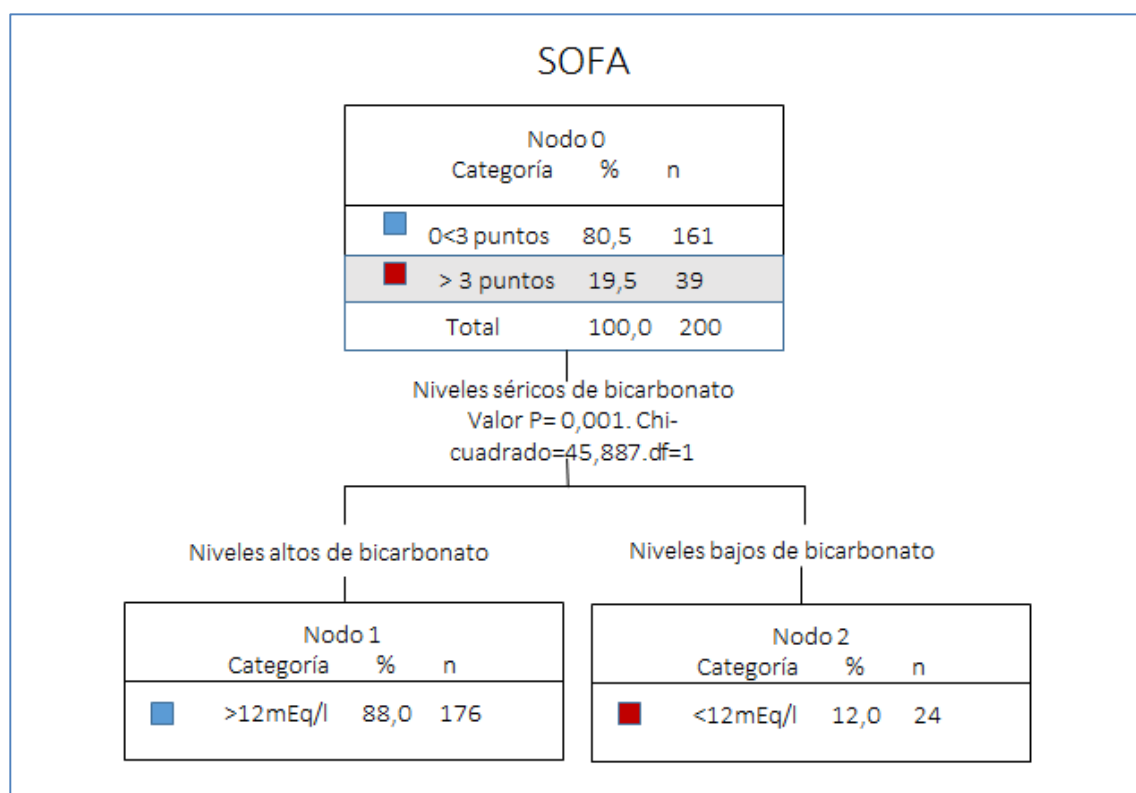 SOFA
Nodo 0
Categoría % n
0<3 puntos 80,5 161
> 3 puntos 19,5 39
Total 100,0 200
Niveles séricos de bicarbonato
Valor P= 0,001. Chi-
cuadrado=45,887.df=1
Niveles altos de bicarbonato
Niveles bajos de bicarbonato
Nodo 1
Categoría % n
>12mEq/l 88,0 176
Nodo 2
Categoría % n
<12mEq/l 12,0 24